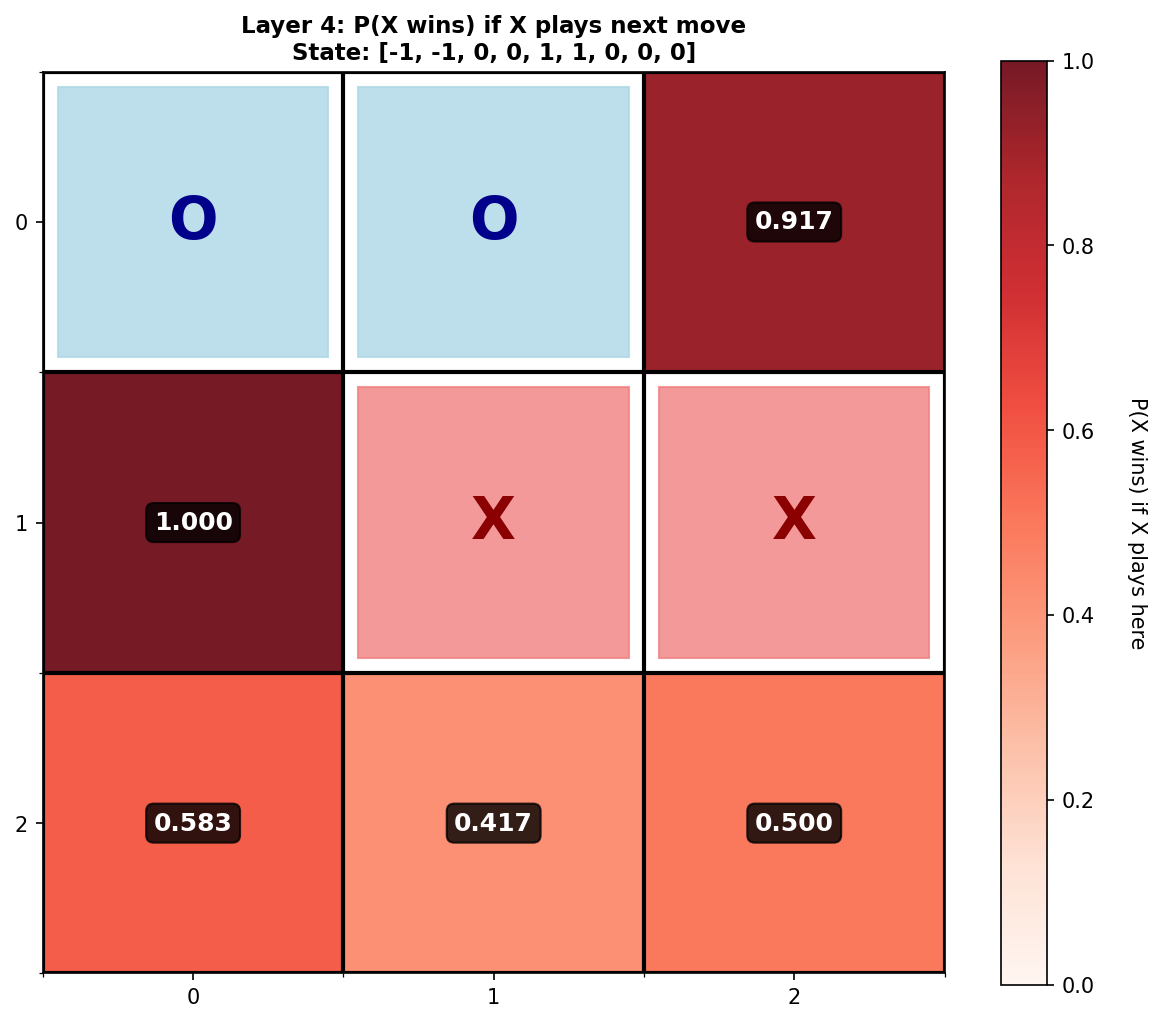 Layer 4: P(X wins) if X plays next move
State: [-1, -1, 0, 0, 1, 1, 0, 0, 0]
O O 0.917
1.000 X X
0.583 0.417 0.500
0
1
2
0 1 2
1.0
0.8
0.6
0.4
0.2
0.0
P(X wins) if X plays here